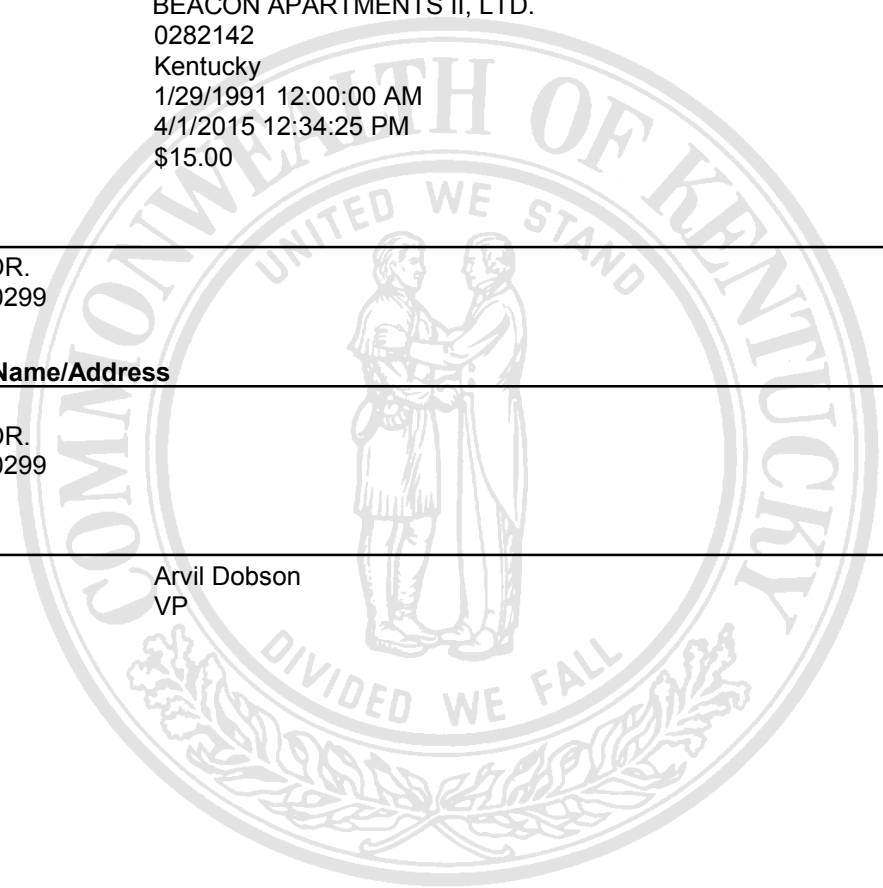 BEACON APARTMENTS II, LTD.
0282142
Kentucky
1/29/1991 12:00:00 AM
4/1/2015 12:34:25 PM
$15.00
DR.
0299
Name/Address
DR.
0299
Arvil Dobson
VP
COMMONWEALTH OF KENTUCKY
UNITED WE STAND
DIVIDED WE FALL